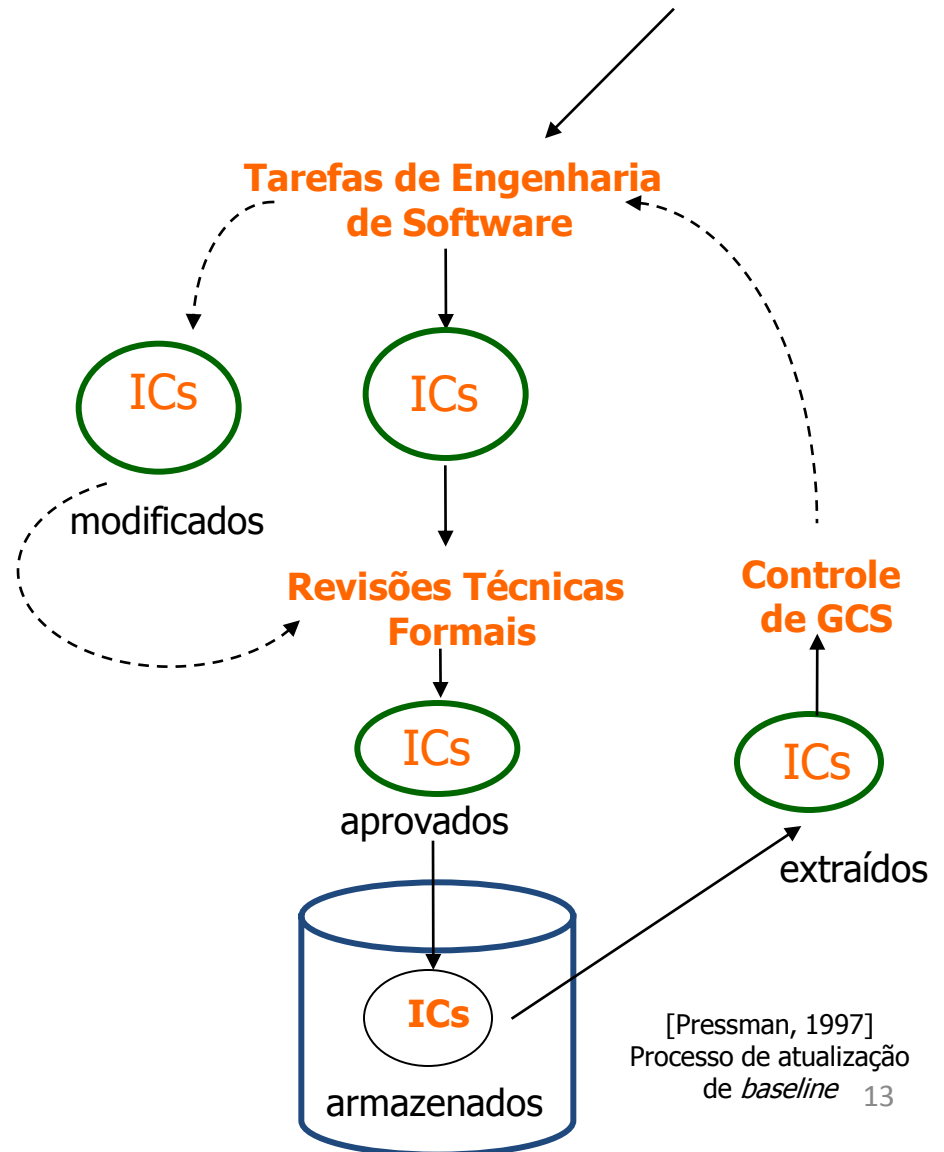 Tarefas de Engenharia
de Software
ICs
modificados
ICs
Revisões Técnicas
Formais
ICs
aprovados
ICs
armazenados
ICs
extraídos
Controle
de GCS
[Pressman, 1997]
Processo de atualização
de baseline
13